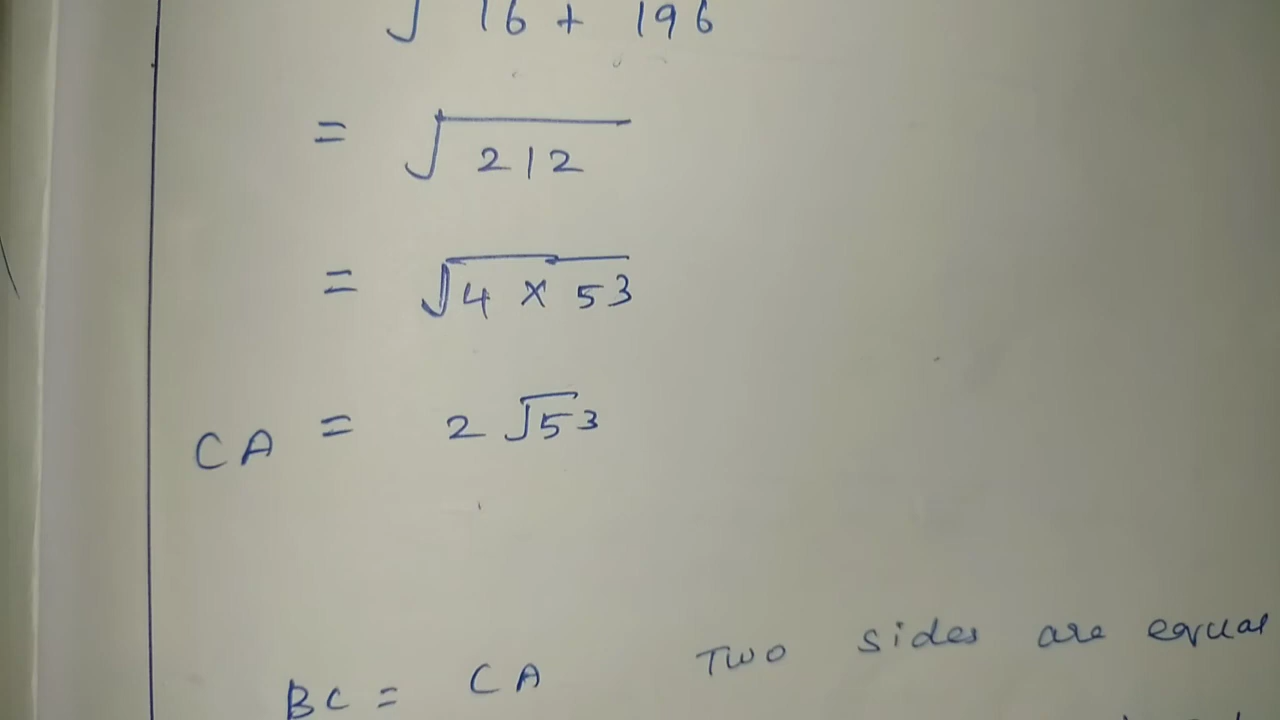 √ 16 + 196
= √212
= √4 × 53
CA = 2 √53
BC = CA Two sides are equal